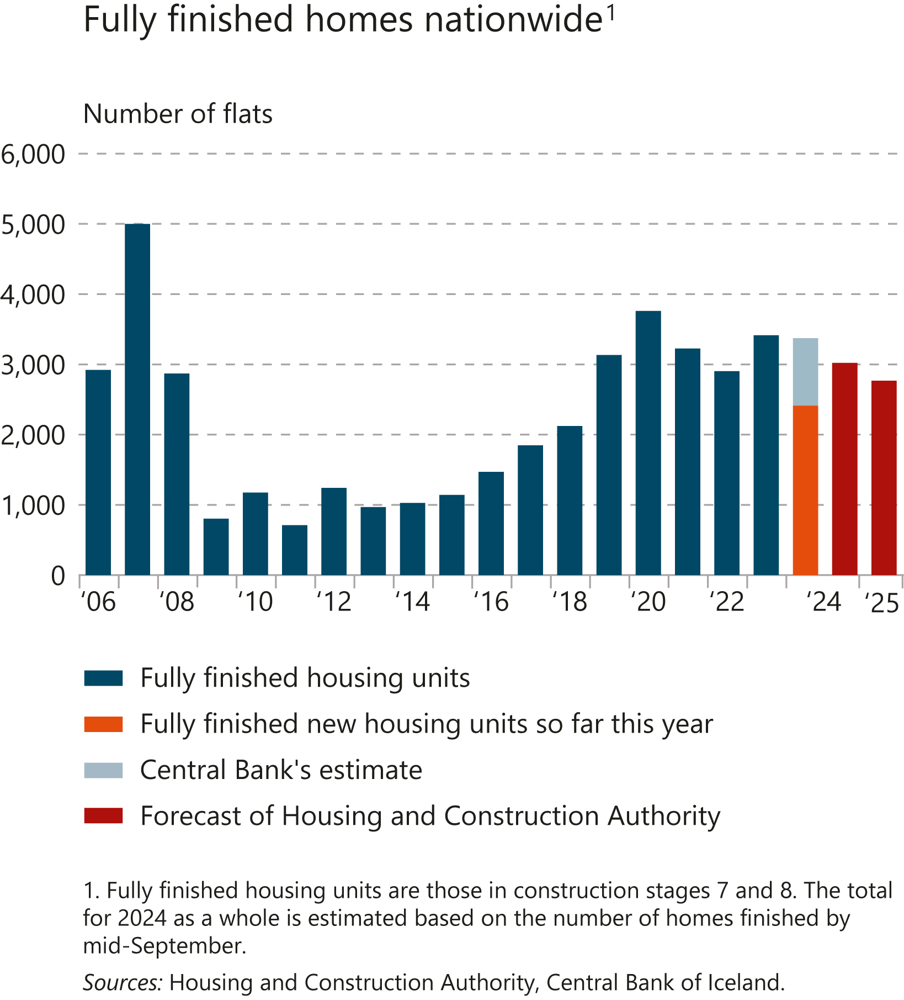 Fully finished homes nationwide¹
Number of flats
6,000
5,000
4,000
3,000
2,000
1,000
0
‘06 ‘08 ‘10 ‘12 ‘14 ‘16 ‘18 ‘20 ‘22 ‘24 ‘25
Fully finished housing units
Fully finished new housing units so far this year
Central Bank's estimate
Forecast of Housing and Construction Authority
1. Fully finished housing units are those in construction stages 7 and 8. The total
for 2024 as a whole is estimated based on the number of homes finished by
mid-September.
Sources: Housing and Construction Authority, Central Bank of Iceland.